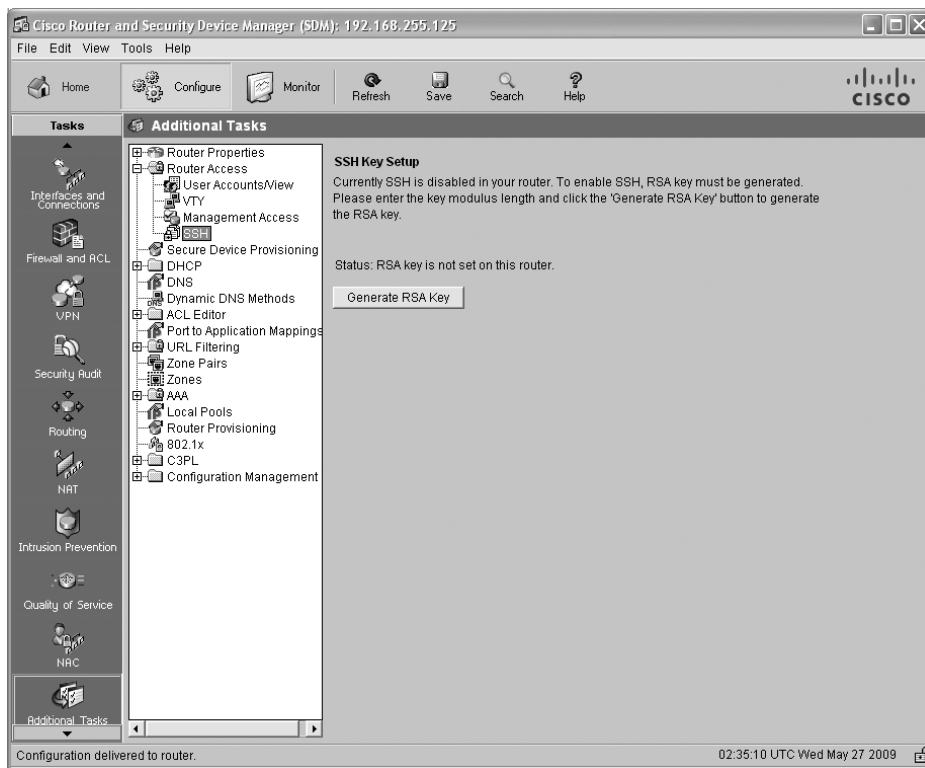 Cisco Router and Security Device Manager (SDM): 192.168.255.125
File Edit View Tools Help
Home
Configure
Monitor
Refresh
Save
Search
Help
CISCO
Tasks
Interfaces and
Connections
Firewall and ACL
VPN
Security Audit
Routing
NAT
Intrusion Prevention
Quality of Service
NAC
Additional Tasks
Additional Tasks
Router Properties
Router Access
User Accounts/View
VTY
Management Access
SSH
Secure Device Provisioning
DHCP
DNS
DNS
Dynamic DNS Methods
ACL Editor
Port to Application Mappings
URL Filtering
Zone Pairs
Zones
AAA
Local Pools
Router Provisioning
802.1x
C3PL
Configuration Management
SSH Key Setup
Currently SSH is disabled in your router. To enable SSH, RSA key must be generated.
Please enter the key modulus length and click the 'Generate RSA Key' button to generate
the RSA key.
Status: RSA key is not set on this router.
Generate RSA Key
Configuration delivered to router.
02:35:10 UTC Wed May 27 2009